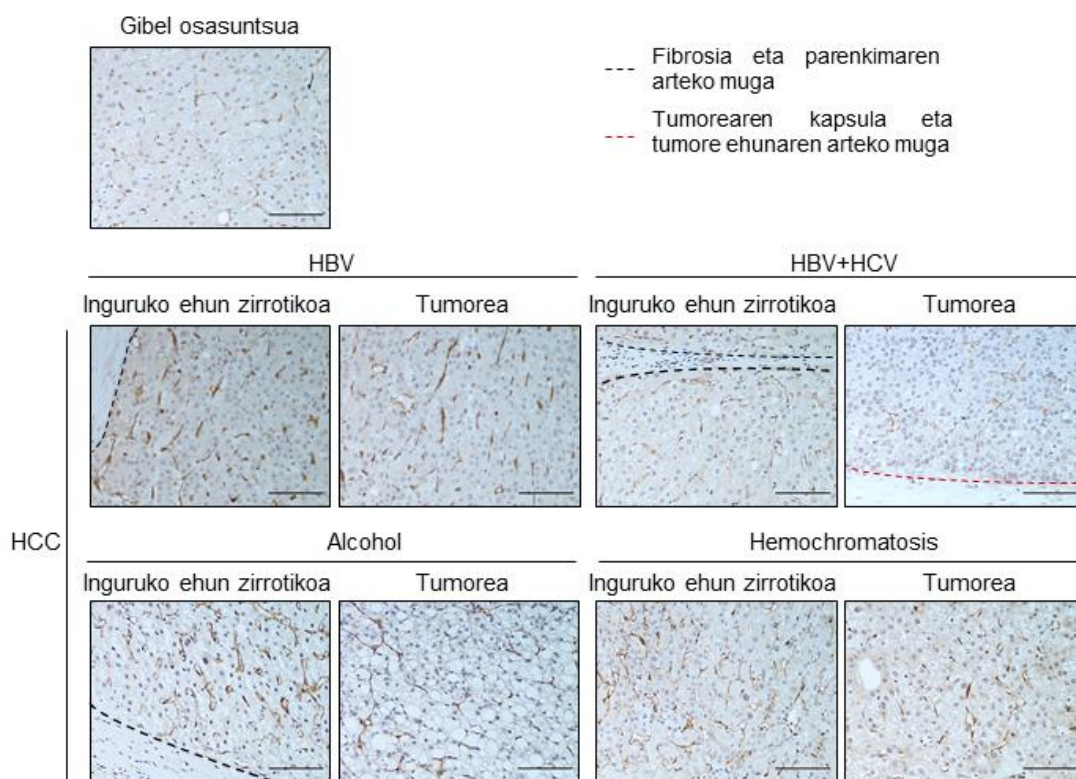 Gibel osasuntsua
Fibrosia eta parenkimaren
arteko muga
Tumorearen kapsula eta
tumore ehunaren arteko muga
HBV
HBV+HCV
Inguruko ehun zirrotikoa
Tumorea
Inguruko ehun zirrotikoa
Tumorea
HCC
Alcohol
Hemochromatosis
Inguruko ehun zirrotikoa
Tumorea
Inguruko ehun zirrotikoa
Tumorea